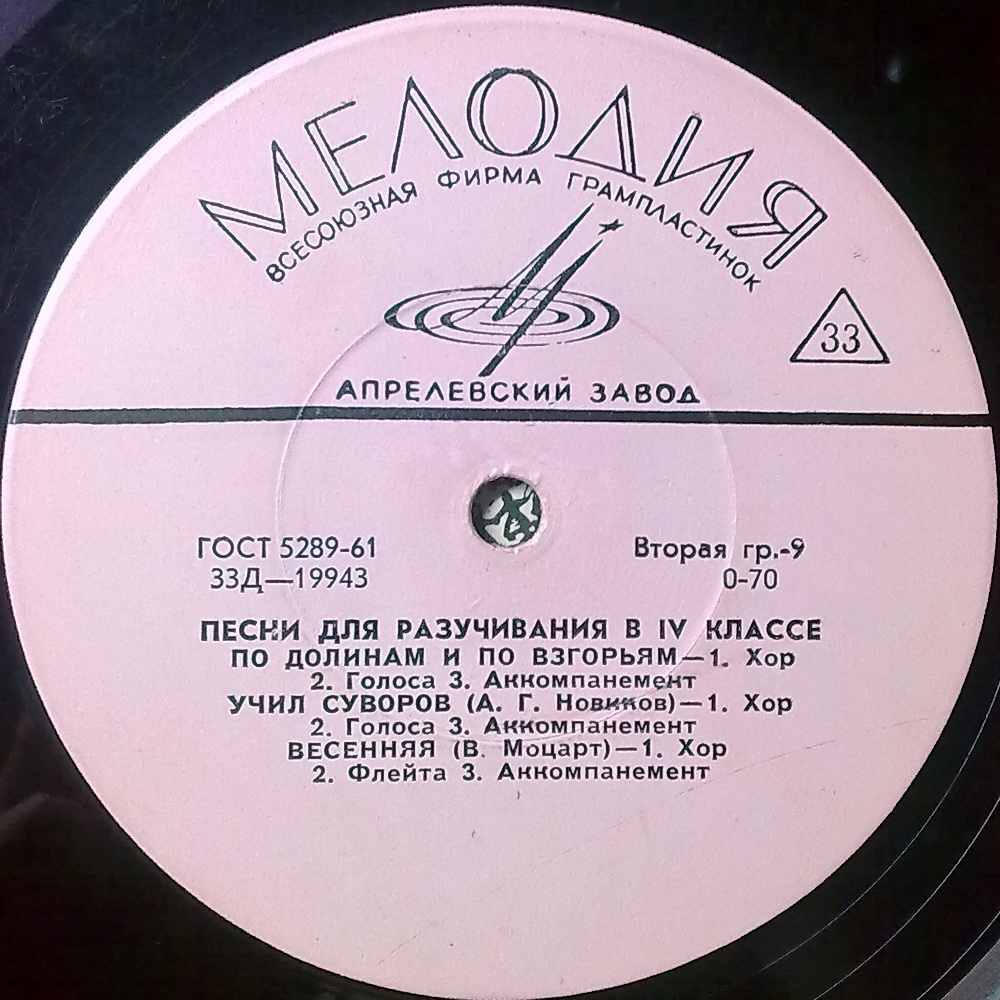 МЕЛОДИЯ
ВСЕСОЮЗНАЯ ФИРМА ГРАМПЛАСТИНОК
33
АПРЕЛЕВСКИЙ ЗАВОД
ГОСТ 5289-61 Вторая гр.-9
33Д—19943 0-70
ПЕСНИ ДЛЯ РАЗУЧИВАНИЯ В IV КЛАССЕ
ПО ДОЛИНАМ И ПО ВЗГОРЬЯМ—1. Хор
2. Голоса 3. Аккомпанемент
УЧИЛ СУВОРОВ (А. Г. Новиков)—1. Хор
2. Голоса 3. Аккомпанемент
ВЕСЕННЯЯ (В. Моцарт)—1. Хор
2. Флейта 3. Аккомпанемент